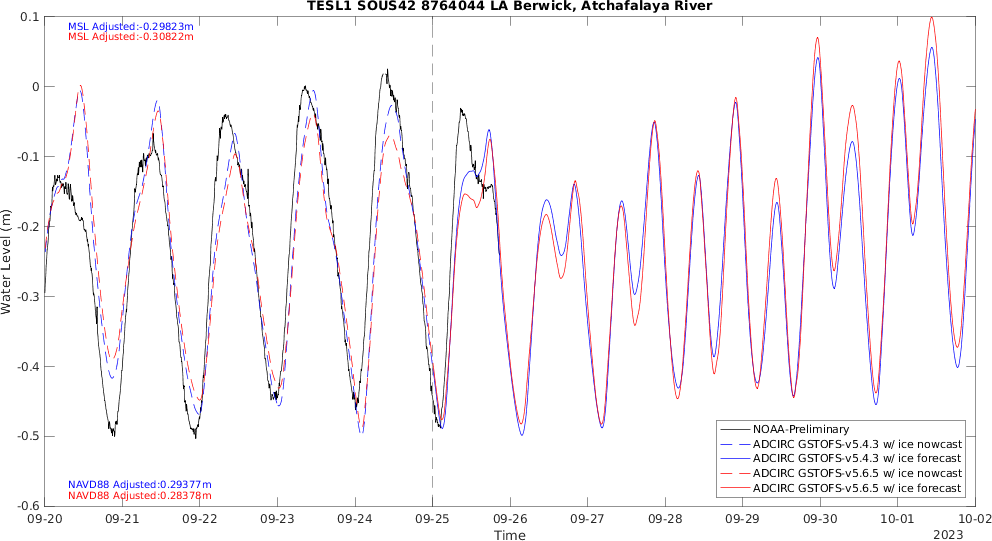 TESL1 SOUS42 8764044 LA Berwick, Atchafalaya River
MSL Adjusted:-0.29823m
MSL Adjusted:-0.30822m
0.1
0
-0.1
-0.2
-0.3
-0.4
-0.5
-0.6
Water Level (m)
NAVD88 Adjusted:0.29377m
NAVD88 Adjusted:0.28378m
NOAA-Preliminary
ADCIRC GSTOFS-v5.4.3 w/ ice nowcast
ADCIRC GSTOFS-v5.4.3 w/ ice forecast
ADCIRC GSTOFS-v5.6.5 w/ ice nowcast
ADCIRC GSTOFS-v5.6.5 w/ ice forecast
09-20 09-21 09-22 09-23 09-24 09-25 09-26 09-27 09-28 09-29 09-30 10-01 10-02
Time
2023